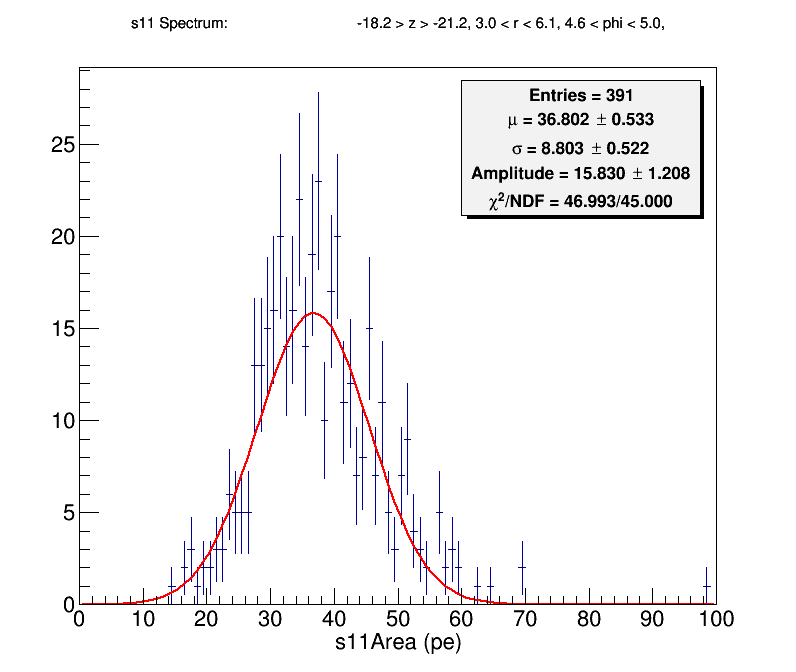 s11 Spectrum: -18.2 > z > -21.2, 3.0 < r < 6.1, 4.6 < phi < 5.0,
Entries = 391
μ = 36.802 ± 0.533
σ = 8.803 ± 0.522
Amplitude = 15.830 ± 1.208
χ²/NDF = 46.993/45.000
25
20
15
10
5
0
0 10 20 30 40 50 60 70 80 90 100
s11Area (pe)